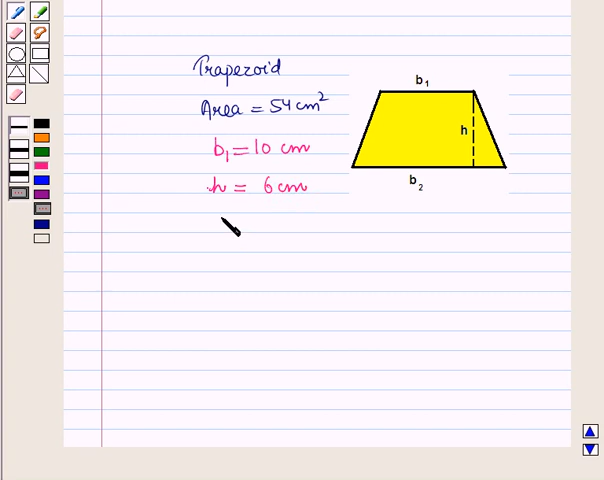 Trapezoid
Area = 54 cm²
b₁ = 10 cm
h = 6 cm
b₁
h
b₂